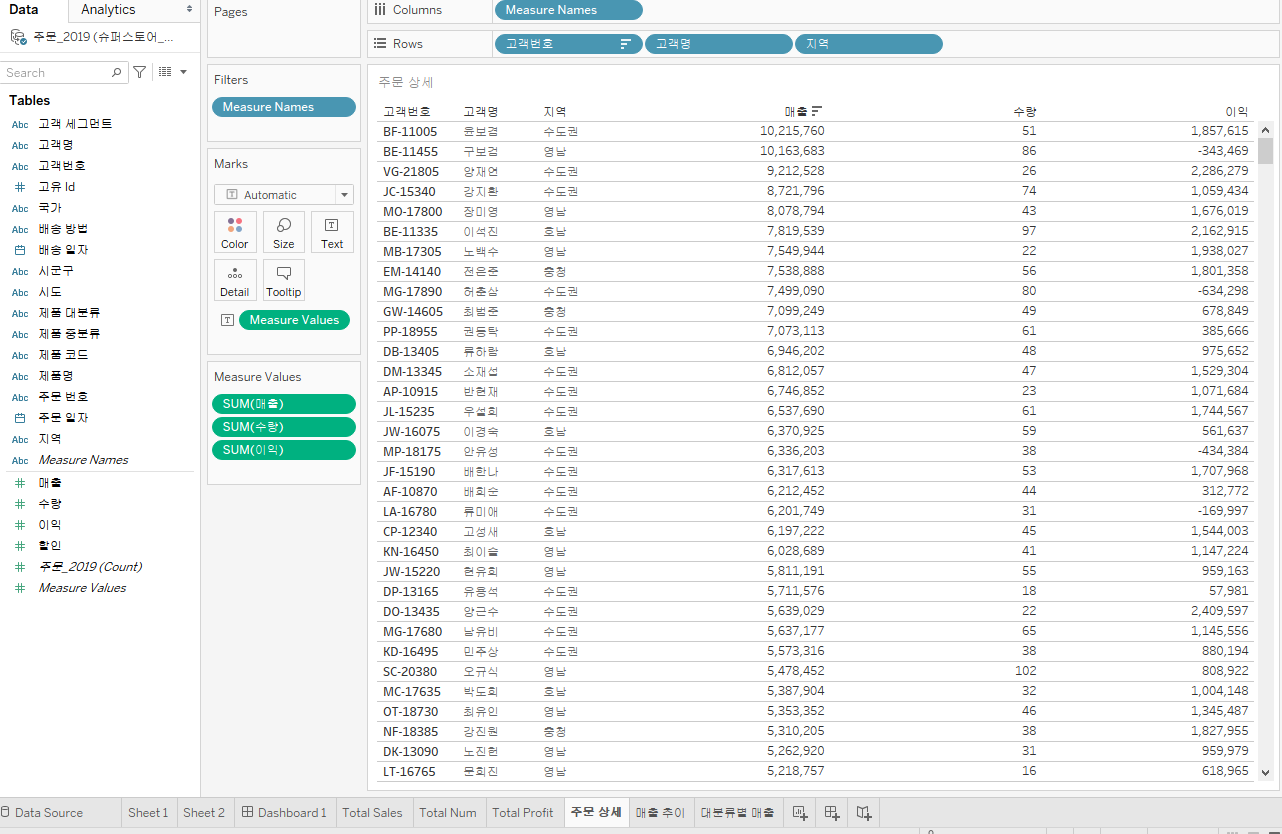 Data Analytics
주문_2019 (슈퍼스토어_...
Search
Tables
Abc 고객 세그먼트
Abc 고객명
Abc 고객번호
# 고유 Id
Abc 국가
Abc 배송 방법
배송 일자
Abc 시군구
Abc 시도
Abc 제품 대분류
Abc 제품 중분류
Abc 제품 코드
Abc 제품명
Abc 주문 번호
주문 일자
Abc 지역
Abc Measure Names
# 매출
# 수량
# 이익
# 할인
# 주문_2019 (Count)
# Measure Values
Pages
Filters
Measure Names
Marks
T Automatic
Color Size Text
Detail Tooltip
T Measure Values
Measure Values
SUM(매출)
SUM(수량)
SUM(이익)
Columns Measure Names
Rows 고객번호 고객명 지역
주문 상세
고객번호 고객명 지역 매출 수량 이익
BF-11005 윤보겸 수도권 10,215,760 51 1,857,615
BE-11455 구보검 영남 10,163,683 86 -343,469
VG-21805 양재연 수도권 9,212,528 26 2,286,279
JC-15340 강지환 수도권 8,721,796 74 1,059,434
MO-17800 장미영 영남 8,078,794 43 1,676,019
BE-11335 이석진 호남 7,819,539 97 2,162,915
MB-17305 노백수 영남 7,549,944 22 1,938,027
EM-14140 전은준 충청 7,538,888 56 1,801,358
MG-17890 허춘삼 수도권 7,499,090 80 -634,298
GW-14605 최범준 충청 7,099,249 49 678,849
PP-18955 권등탁 수도권 7,073,113 61 385,666
DB-13405 류하람 호남 6,946,202 48 975,652
DM-13345 소재섭 수도권 6,812,057 47 1,529,304
AP-10915 반현재 수도권 6,746,852 23 1,071,684
JL-15235 우설희 수도권 6,537,690 61 1,744,567
JW-16075 이경숙 호남 6,370,925 59 561,637
MP-18175 안유성 수도권 6,336,203 38 -434,384
JF-15190 배한나 수도권 6,317,613 53 1,707,968
AF-10870 배희순 수도권 6,212,452 44 312,772
LA-16780 류미애 수도권 6,201,749 31 -169,997
CP-12340 고성재 호남 6,197,222 45 1,544,003
KN-16450 최이슬 영남 6,028,689 41 1,147,224
JW-15220 현유희 영남 5,811,191 55 959,163
DP-13165 유용석 수도권 5,711,576 18 57,981
DO-13435 양근수 수도권 5,639,029 22 2,409,597
MG-17680 남유비 수도권 5,637,177 65 1,145,556
KD-16495 민주상 수도권 5,573,316 38 880,194
SC-20380 오규식 영남 5,478,452 102 808,922
MC-17635 박도희 호남 5,387,904 32 1,004,148
OT-18730 최유인 영남 5,353,352 46 1,345,487
NF-18385 강진원 충청 5,310,205 38 1,827,955
DK-13090 노진헌 영남 5,262,920 31 959,979
LT-16765 문희진 영남 5,218,757 16 618,965
Data Source Sheet 1 Sheet 2 Dashboard 1 Total Sales Total Num Total Profit 주문 상세 매출 추이 대분류별 매출